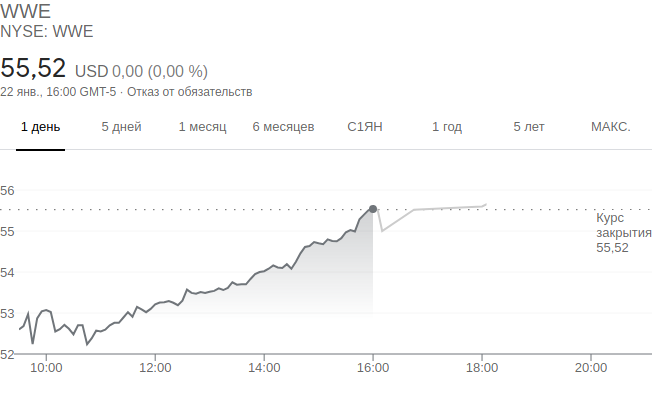 WWE
NYSE: WWE
55,52 USD 0,00 (0,00 %)
22 янв., 16:00 GMT-5 · Отказ от обязательств
1 день 5 дней 1 месяц 6 месяцев С1ЯН 1 год 5 лет МАКС.
56
55
54
53
52
Курс
закрытия
55,52
10:00 12:00 14:00 16:00 18:00 20:00